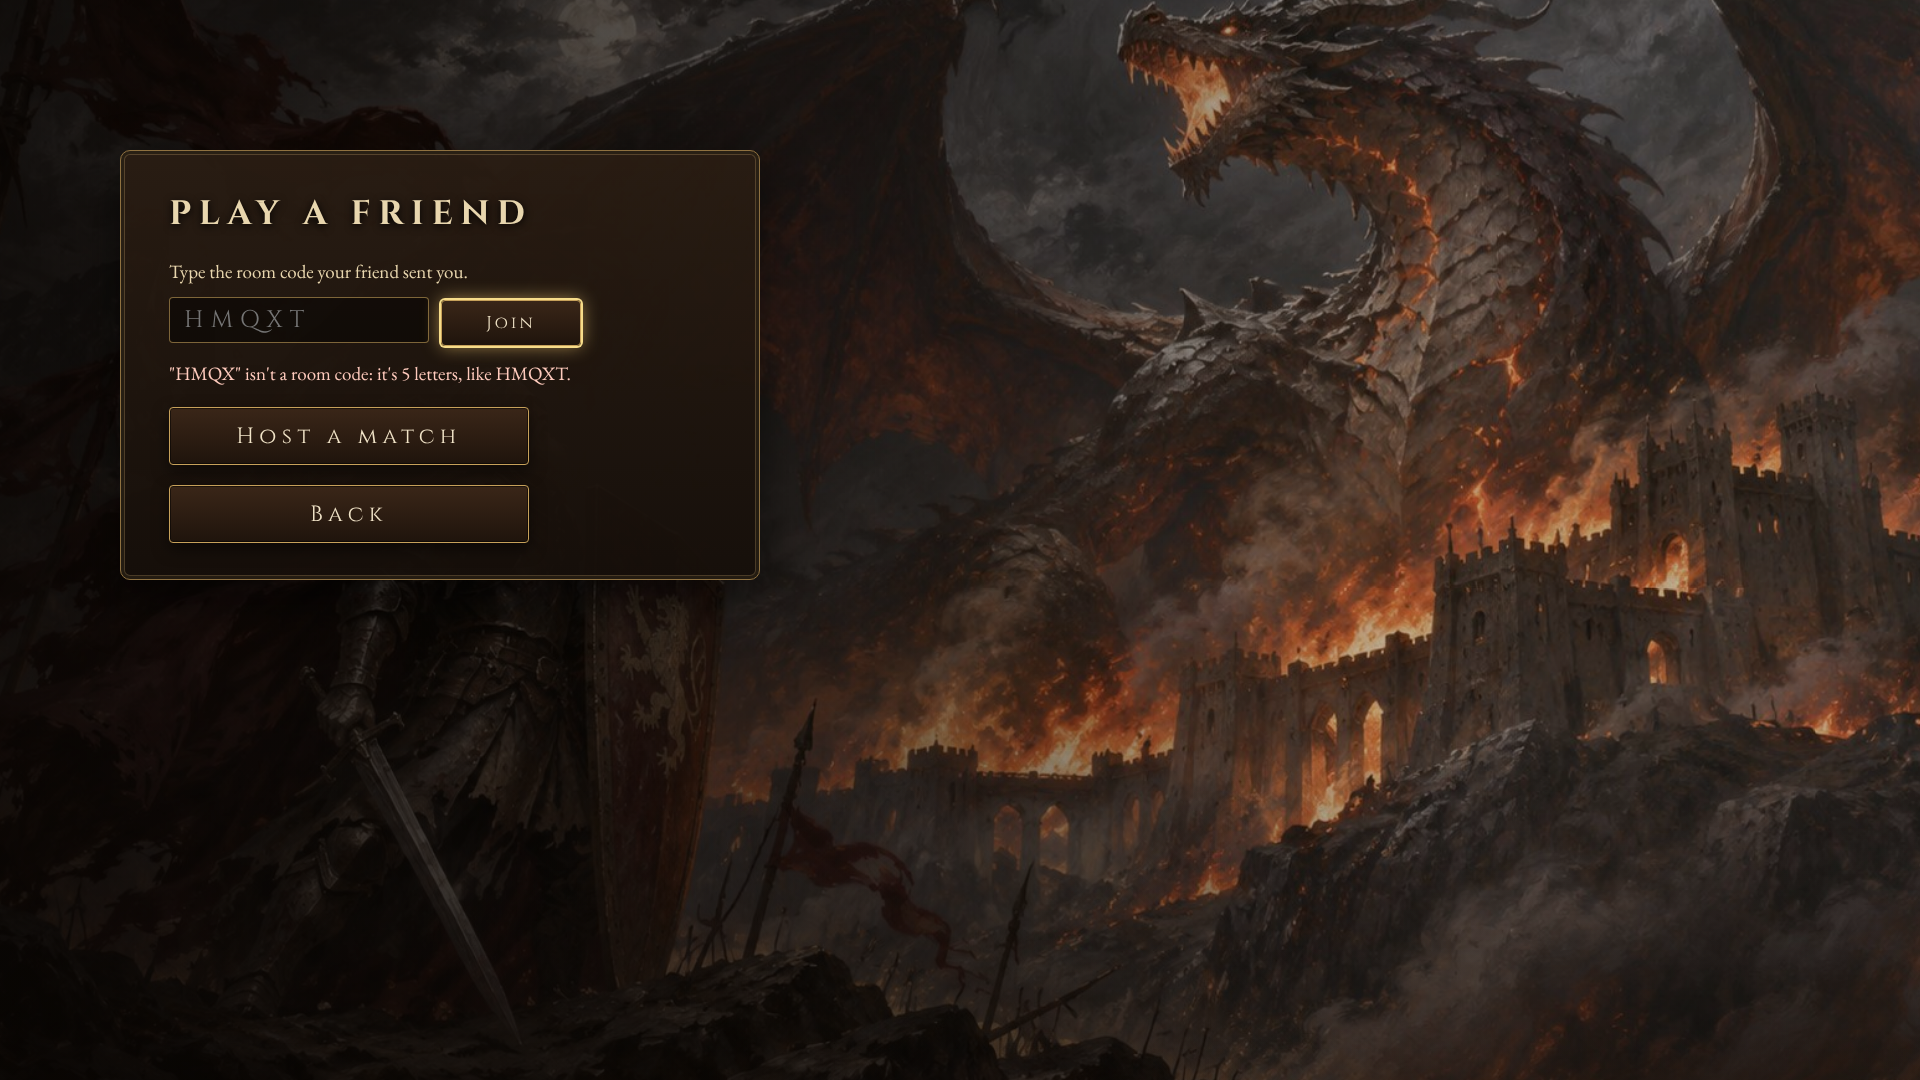 PLAY A FRIEND
Type the room code your friend sent you.
HMQXT
Join
"HMQX" isn't a room code: it's 5 letters, like HMQXT.
Host a match
Back